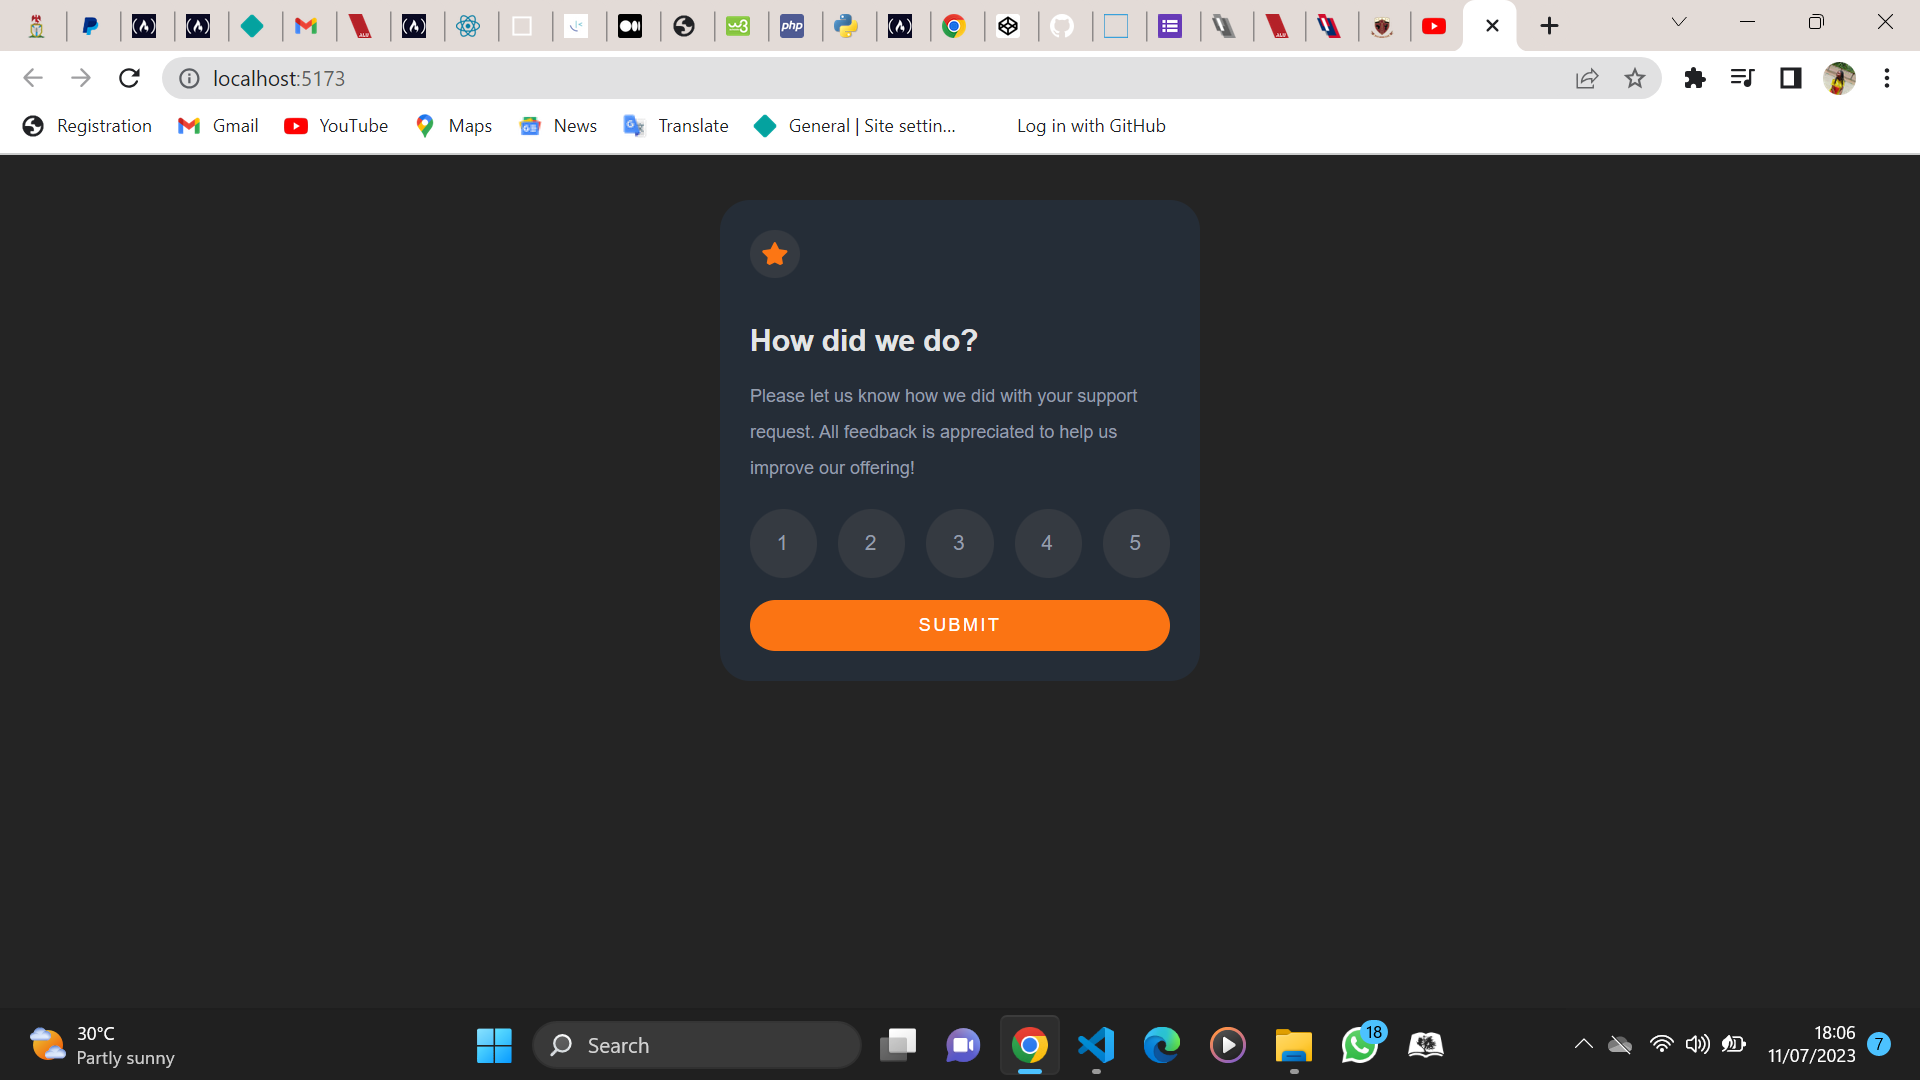 localhost:5173
Registration
Gmail
YouTube
Maps
News
Translate
General | Site settin...
Log in with GitHub
How did we do?
Please let us know how we did with your support
request. All feedback is appreciated to help us
improve our offering!
1 2 3 4 5
SUBMIT
30°C
Partly sunny
Search
18
18:06
11/07/2023
7